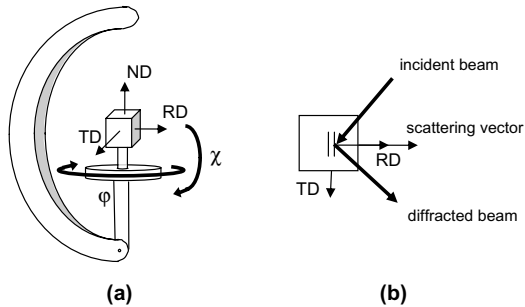 ND
RD
TD
χ
φ
(a)
incident beam
scattering vector
RD
TD
diffracted beam
(b)